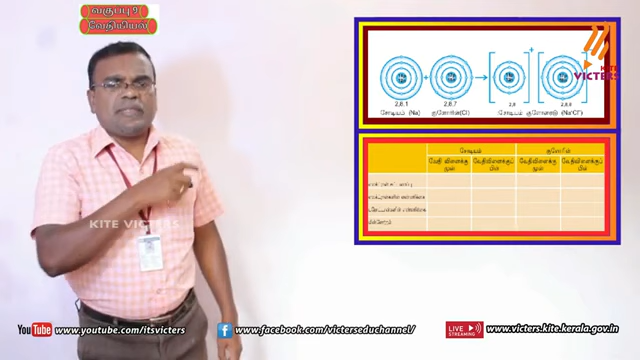 வகுப்பு 9
வேதியியல்
KITE
VICTERS
+
-
2,8,1
2,8,7
2,8
2,8,8
சோடியம் (Na)
குளோரின்(Cl)
சோடியம் குளோரைடு (Na⁺Cl⁻)
சோடியம்
குளோரின்
வேதி வினைக்கு முன்
வேதிவினைக்குப் பின்
வேதி வினைக்கு முன்
வேதிவினைக்குப் பின்
KITE VICTERS
You Tube www.youtube.com/itsvicters
f www.facebook.com/victerseduchannel/
LIVE STREAMING www.victers.kite.kerala.gov.in